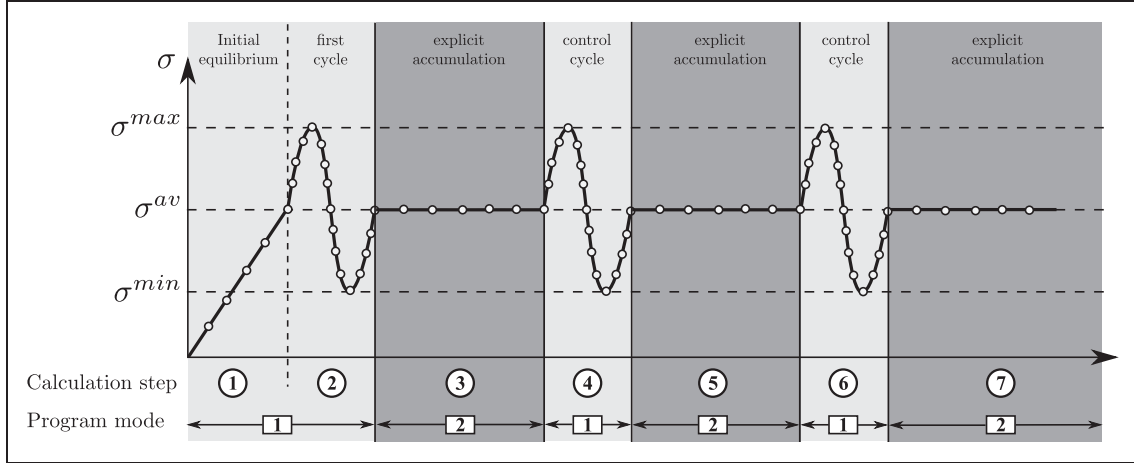 Initial
equilibrium
first
cycle
explicit
accumulation
control
cycle
explicit
accumulation
control
cycle
explicit
accumulation
σ
σ^max
σ^av
σ^min
Calculation step 1 2 3 4 5 6 7
Program mode 1 2 1 2 1 2